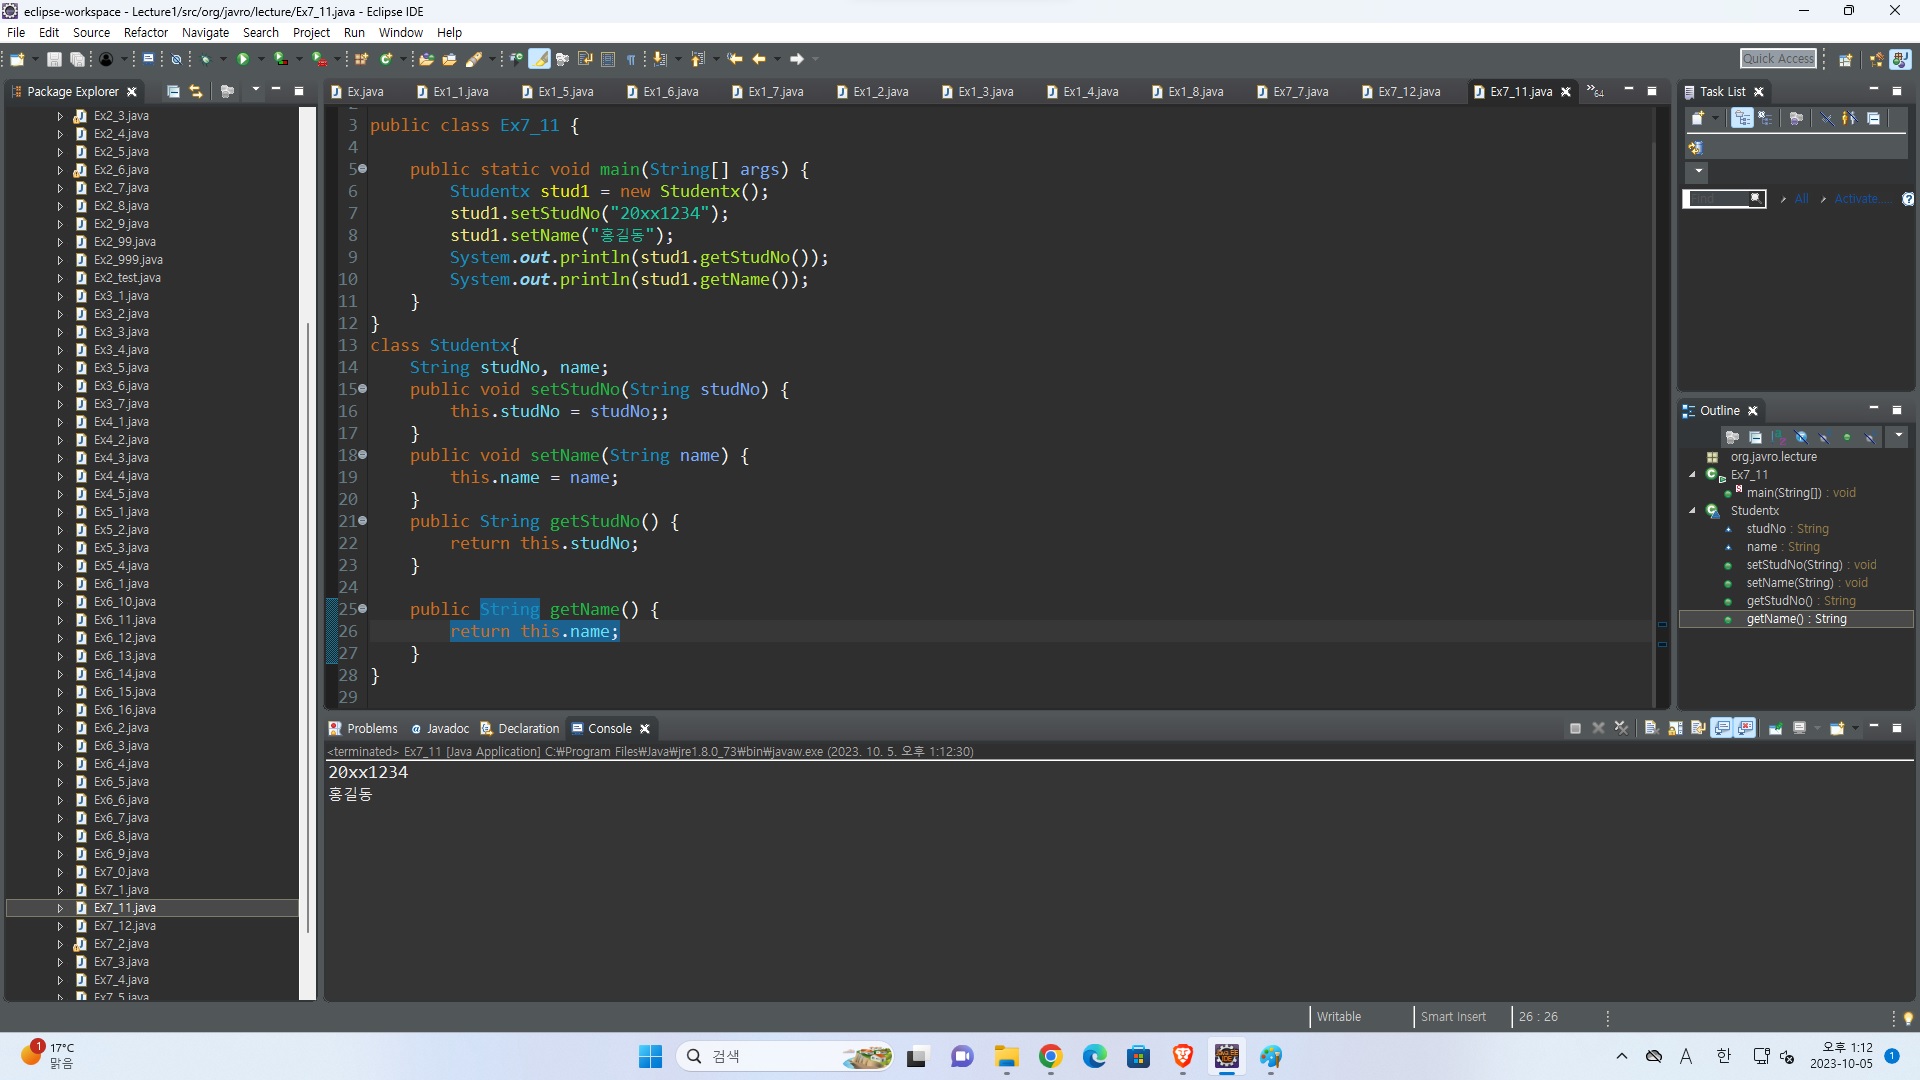 eclipse-workspace - Lecture1/src/org/javro/lecture/Ex7_11.java - Eclipse IDE
File Edit Source Refactor Navigate Search Project Run Window Help
Quick Access
Package Explorer
Ex2_3.java
Ex2_4.java
Ex2_5.java
Ex2_6.java
Ex2_7.java
Ex2_8.java
Ex2_9.java
Ex2_99.java
Ex2_999.java
Ex2_test.java
Ex3_1.java
Ex3_2.java
Ex3_3.java
Ex3_4.java
Ex3_5.java
Ex3_6.java
Ex3_7.java
Ex4_1.java
Ex4_2.java
Ex4_3.java
Ex4_4.java
Ex4_5.java
Ex5_1.java
Ex5_2.java
Ex5_3.java
Ex5_4.java
Ex6_1.java
Ex6_10.java
Ex6_11.java
Ex6_12.java
Ex6_13.java
Ex6_14.java
Ex6_15.java
Ex6_16.java
Ex6_2.java
Ex6_3.java
Ex6_4.java
Ex6_5.java
Ex6_6.java
Ex6_7.java
Ex6_8.java
Ex6_9.java
Ex7_0.java
Ex7_1.java
Ex7_11.java
Ex7_12.java
Ex7_2.java
Ex7_3.java
Ex7_4.java
Ex7_5.java
Ex.java Ex1_1.java Ex1_5.java Ex1_6.java Ex1_7.java Ex1_2.java Ex1_3.java Ex1_4.java Ex1_8.java Ex7_7.java Ex7_12.java Ex7_11.java 64
2
3 public class Ex7_11 {
4
5 public static void main(String[] args) {
6 Studentx stud1 = new Studentx();
7 stud1.setStudNo("20xx1234");
8 stud1.setName("홍길동");
9 System.out.println(stud1.getStudNo());
10 System.out.println(stud1.getName());
11 }
12 }
13 class Studentx{
14 String studNo, name;
15 public void setStudNo(String studNo) {
16 this.studNo = studNo;;
17 }
18 public void setName(String name) {
19 this.name = name;
20 }
21 public String getStudNo() {
22 return this.studNo;
23 }
24
25 public String getName() {
26 return this.name;
27 }
28 }
29
Problems Javadoc Declaration Console
<terminated> Ex7_11 [Java Application] C:₩Program Files₩Java₩jre1.8.0_73₩bin₩javaw.exe (2023. 10. 5. 오후 1:12:30)
20xx1234
홍길동
Task List
Find All Activate...
Outline
org.javro.lecture
Ex7_11
main(String[]) : void
Studentx
studNo : String
name : String
setStudNo(String) : void
setName(String) : void
getStudNo() : String
getName() : String
Writable Smart Insert 26 : 26
1
17°C
맑음
검색
A 한
오후 1:12
2023-10-05
1